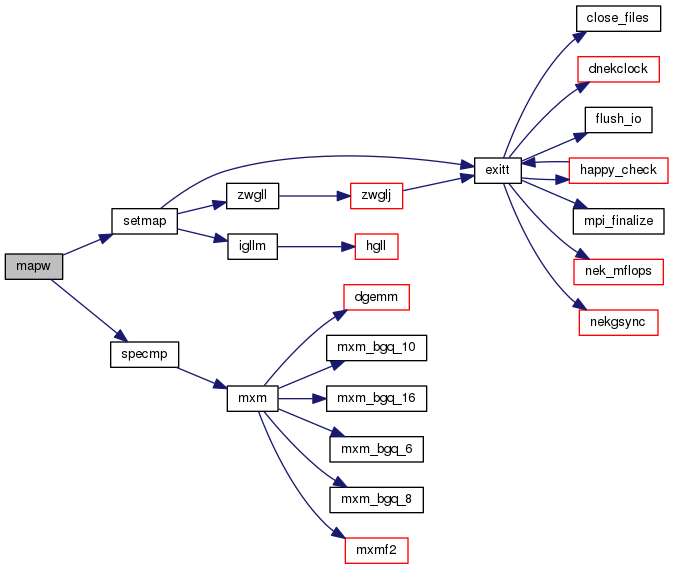 mapw
setmap
specmp
zwgll
igllm
mxm
zwglj
hgll
dgemm
mxm_bgq_10
mxm_bgq_16
mxm_bgq_6
mxm_bgq_8
mxmf2
exitt
close_files
dnekclock
flush_io
happy_check
mpi_finalize
nek_mflops
nekgsync